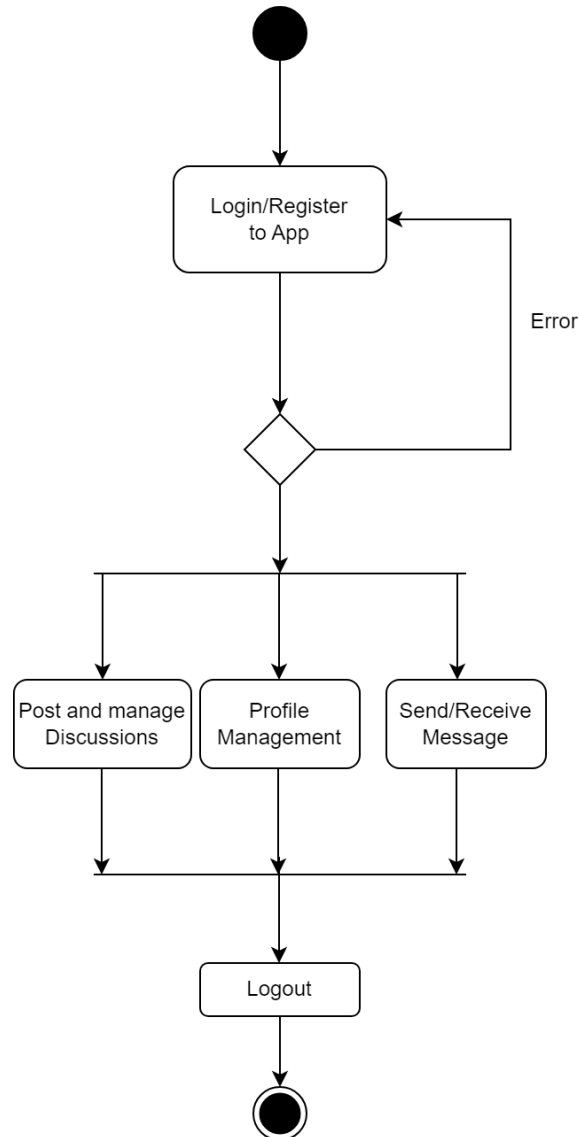 Login/Register
to App
Error
Post and manage
Discussions
Profile
Management
Send/Receive
Message
Logout